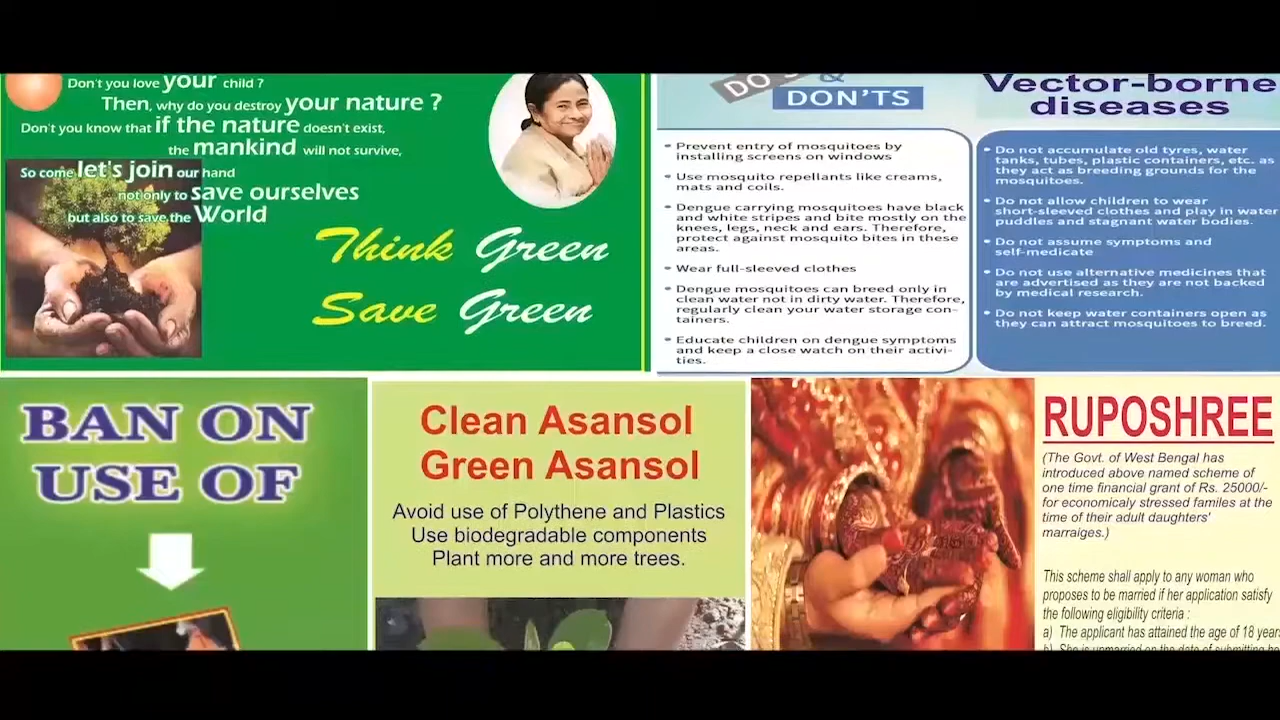 Don't you love your child ?
Then, why do you destroy your nature ?
Don't you know that if the nature doesn't exist,
the mankind will not survive,
So come let's join our hand
not only to save ourselves
but also to save the World
Think Green
Save Green
DO'S &
DON'TS
• Prevent entry of mosquitoes by
installing screens on windows
• Use mosquito repellants like creams,
mats and coils.
• Dengue carrying mosquitoes have black
and white stripes and bite mostly on the
knees, legs, neck and ears. Therefore,
protect against mosquito bites in these
areas.
• Wear full-sleeved clothes
• Dengue mosquitoes can breed only in
clean water not in dirty water. Therefore,
regularly clean your water storage con-
tainers.
• Educate children on dengue symptoms
and keep a close watch on their activi-
ties.
Vector-borne
diseases
• Do not accumulate old tyres, water
tanks, tubes, plastic containers, etc. as
they act as breeding grounds for the
mosquitoes.
• Do not allow children to wear
short-sleeved clothes and play in water
puddles and stagnant water bodies.
• Do not assume symptoms and
self-medicate
• Do not use alternative medicines that
are advertised as they are not backed
by medical research.
• Do not keep water containers open as
they can attract mosquitoes to breed.
BAN ON
USE OF
Clean Asansol
Green Asansol
Avoid use of Polythene and Plastics
Use biodegradable components
Plant more and more trees.
RUPOSHREE
(The Govt. of West Bengal has
introduced above named scheme of
one time financial grant of Rs. 25000/-
for economicaly stressed familes at the
time of their adult daughters'
marraiges.)
This scheme shall apply to any woman who
proposes to be married if her application satisfy
the following eligibility criteria :
a) The applicant has attained the age of 18 years
b) She is unmarried on the date of submitting